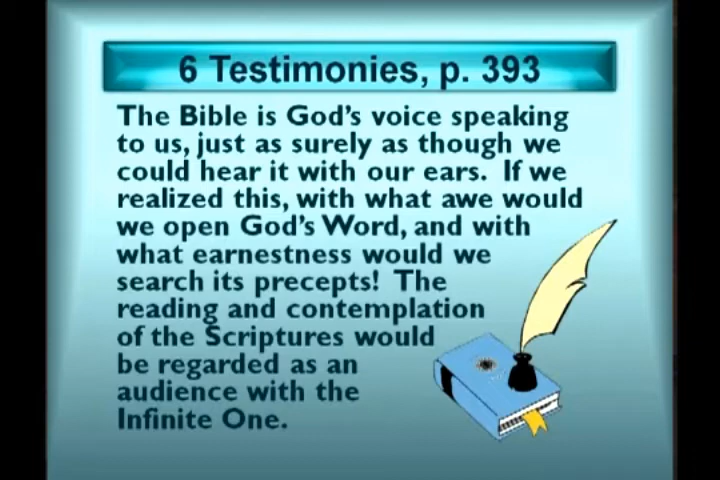 6 Testimonies, p. 393
The Bible is God's voice speaking
to us, just as surely as though we
could hear it with our ears.  If we
realized this, with what awe would
we open God's Word, and with
what earnestness would we
search its precepts!  The
reading and contemplation
of the Scriptures would
be regarded as an
audience with the
Infinite One.